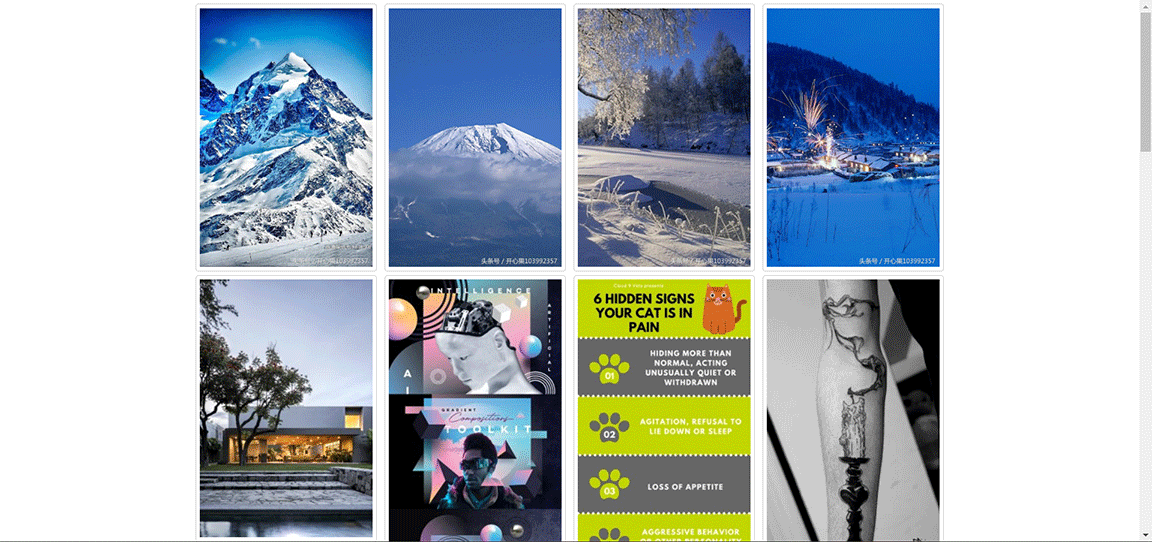 头条号 / 开心果103992357
头条号 / 开心果103992357
头条号 / 开心果103992357
头条号 / 开心果103992357
INTELLIGENCE
ARTIFICIAL
A
I
GRADIENT
Compositions
TOOLKIT
Cloud 9 Vets presents
6 HIDDEN SIGNS
YOUR CAT IS IN
PAIN
01
HIDING MORE THAN
NORMAL, ACTING
UNUSUALLY QUIET OR
WITHDRAWN
02
AGITATION, REFUSAL TO
LIE DOWN OR SLEEP
03
LOSS OF APPETITE
AGGRESSIVE BEHAVIOR
OR OTHER PERSONALITY